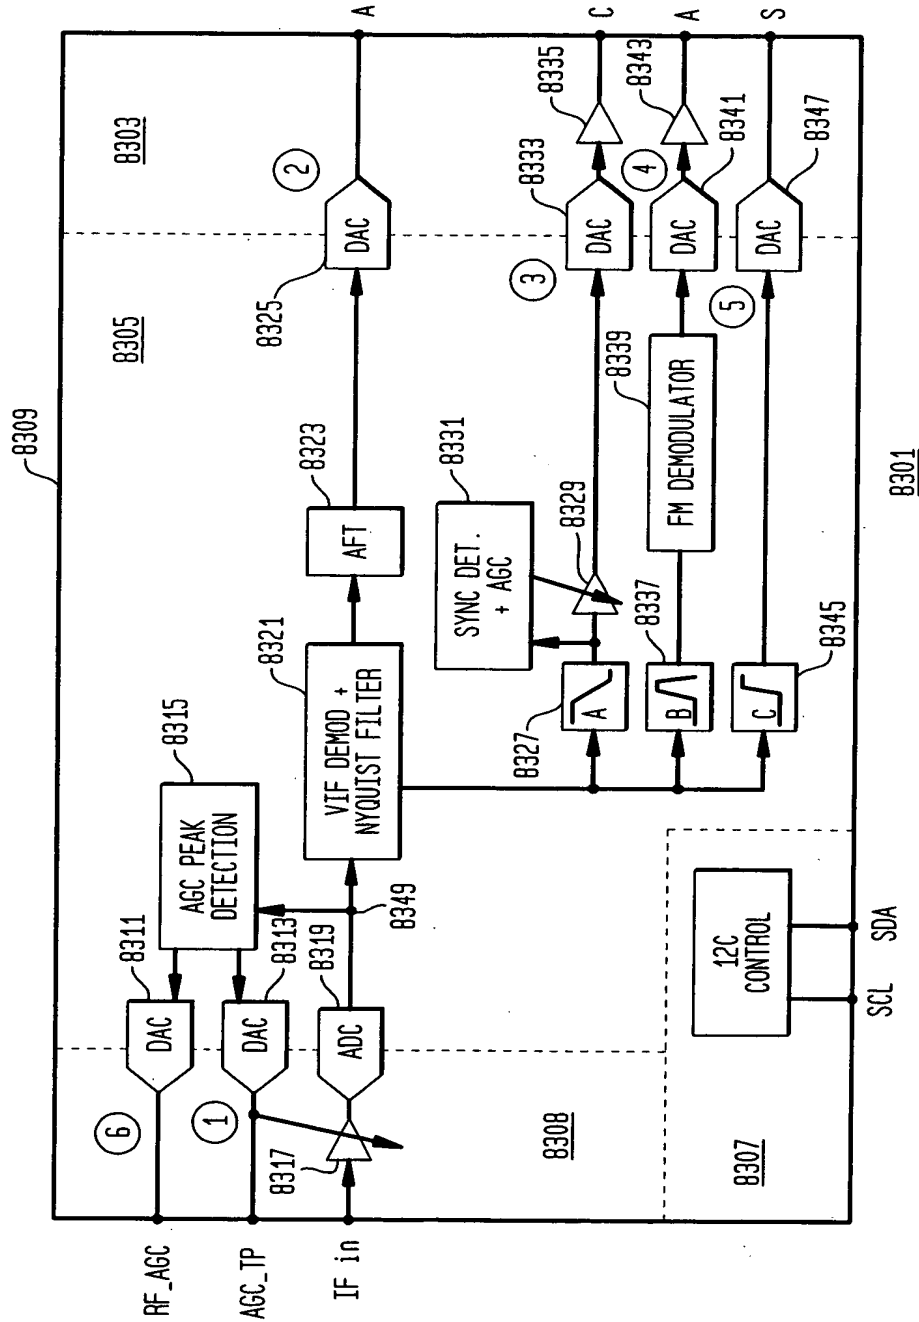 8309
8303
8305
8308
8307
8301
RF_AGC
AGC_TP
IF in
6
1
2
3
4
5
8311
DAC
8313
DAC
8315
AGC PEAK
DETECTION
8317
8319
ADC
8349
8321
VIF DEMOD +
NYQUIST FILTER
8323
AFT
8325
DAC
A
8331
SYNC DET.
+ AGC
8327
A
8329
8333
DAC
8335
C
8337
B
8339
FM DEMODULATOR
8341
DAC
8343
A
8345
C
8347
DAC
S
12C
CONTROL
SCL
SDA